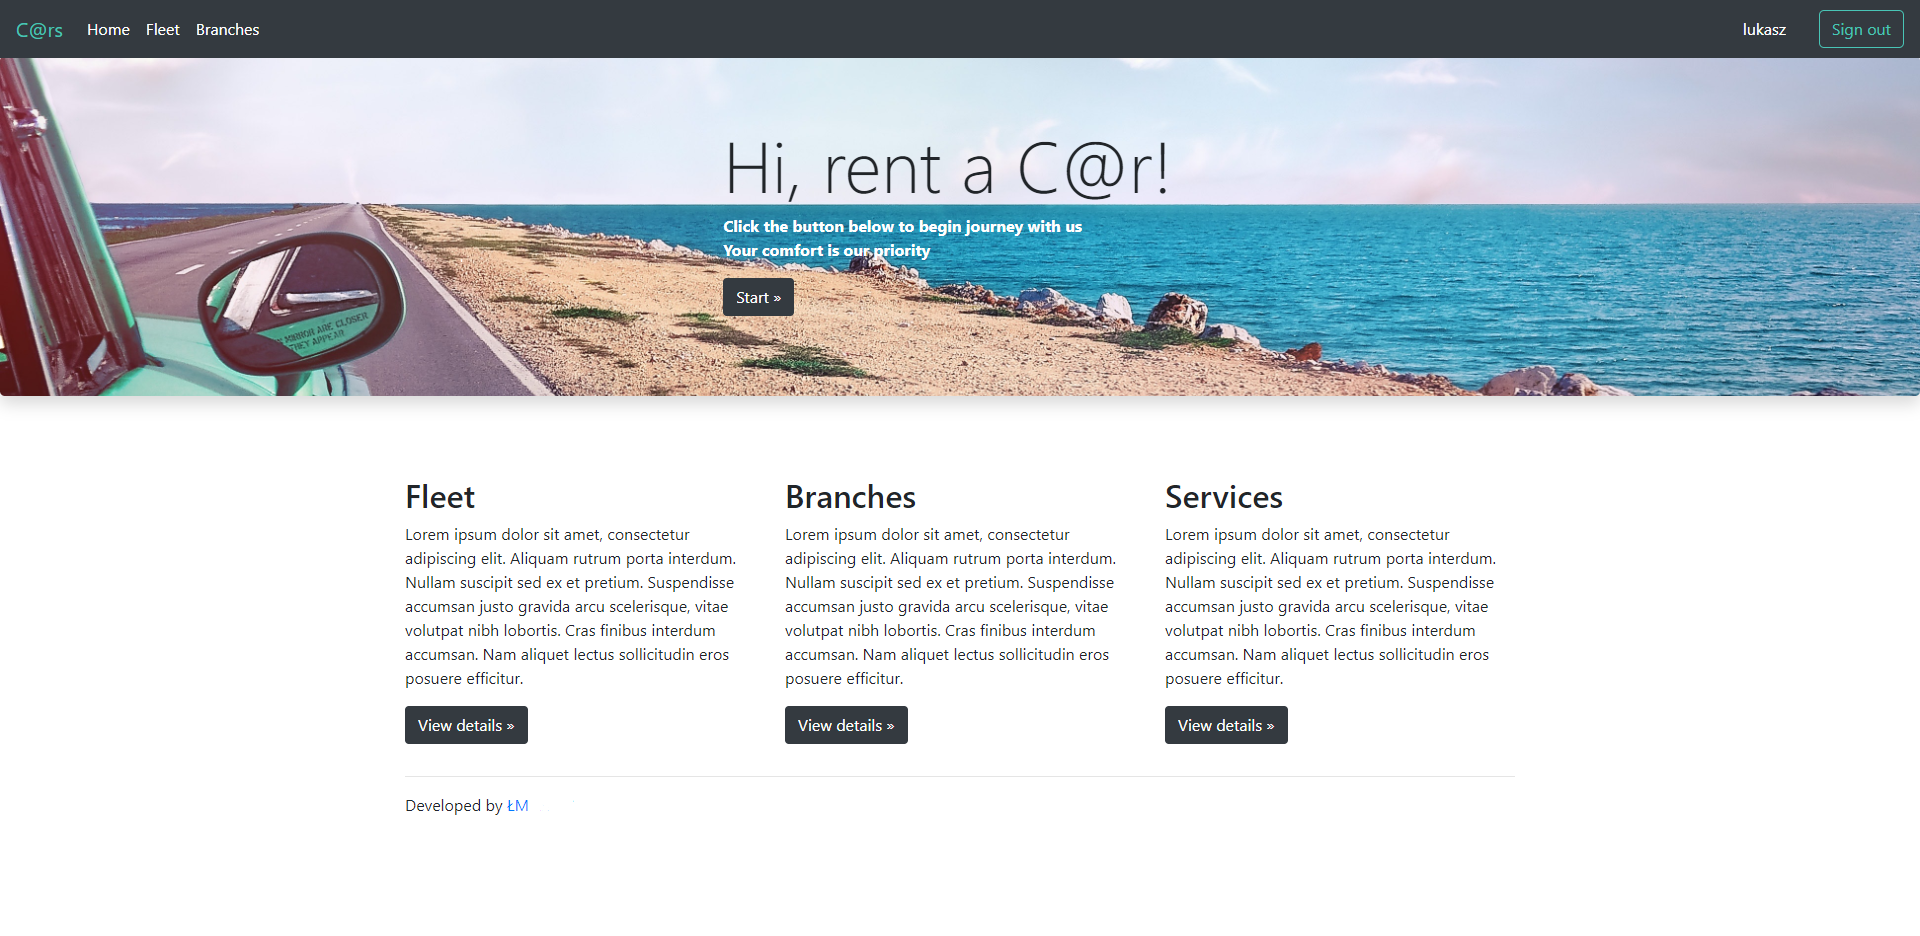 C@rs Home Fleet Branches lukasz Sign out
Hi, rent a C@r!
Click the button below to begin journey with us
Your comfort is our priority
Start »
MIRROR ARE CLOSER
THEY APPEAR
Fleet
Lorem ipsum dolor sit amet, consectetur
adipiscing elit. Aliquam rutrum porta interdum.
Nullam suscipit sed ex et pretium. Suspendisse
accumsan justo gravida arcu scelerisque, vitae
volutpat nibh lobortis. Cras finibus interdum
accumsan. Nam aliquet lectus sollicitudin eros
posuere efficitur.
View details »
Branches
Lorem ipsum dolor sit amet, consectetur
adipiscing elit. Aliquam rutrum porta interdum.
Nullam suscipit sed ex et pretium. Suspendisse
accumsan justo gravida arcu scelerisque, vitae
volutpat nibh lobortis. Cras finibus interdum
accumsan. Nam aliquet lectus sollicitudin eros
posuere efficitur.
View details »
Services
Lorem ipsum dolor sit amet, consectetur
adipiscing elit. Aliquam rutrum porta interdum.
Nullam suscipit sed ex et pretium. Suspendisse
accumsan justo gravida arcu scelerisque, vitae
volutpat nibh lobortis. Cras finibus interdum
accumsan. Nam aliquet lectus sollicitudin eros
posuere efficitur.
View details »
Developed by ŁM